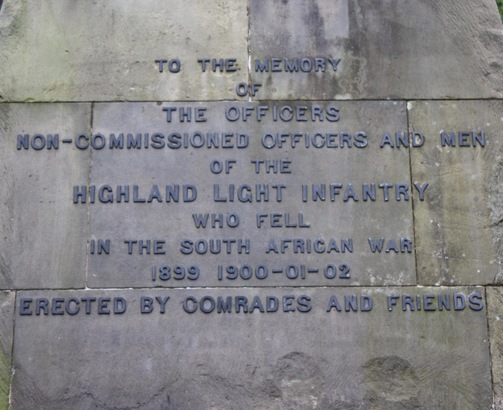 TO THE MEMORY
OF
THE OFFICERS
NON-COMMISSIONED OFFICERS AND MEN
OF THE
HIGHLAND LIGHT INFANTRY
WHO FELL
IN THE SOUTH AFRICAN WAR
1899 1900-01-02
ERECTED BY COMRADES AND FRIENDS